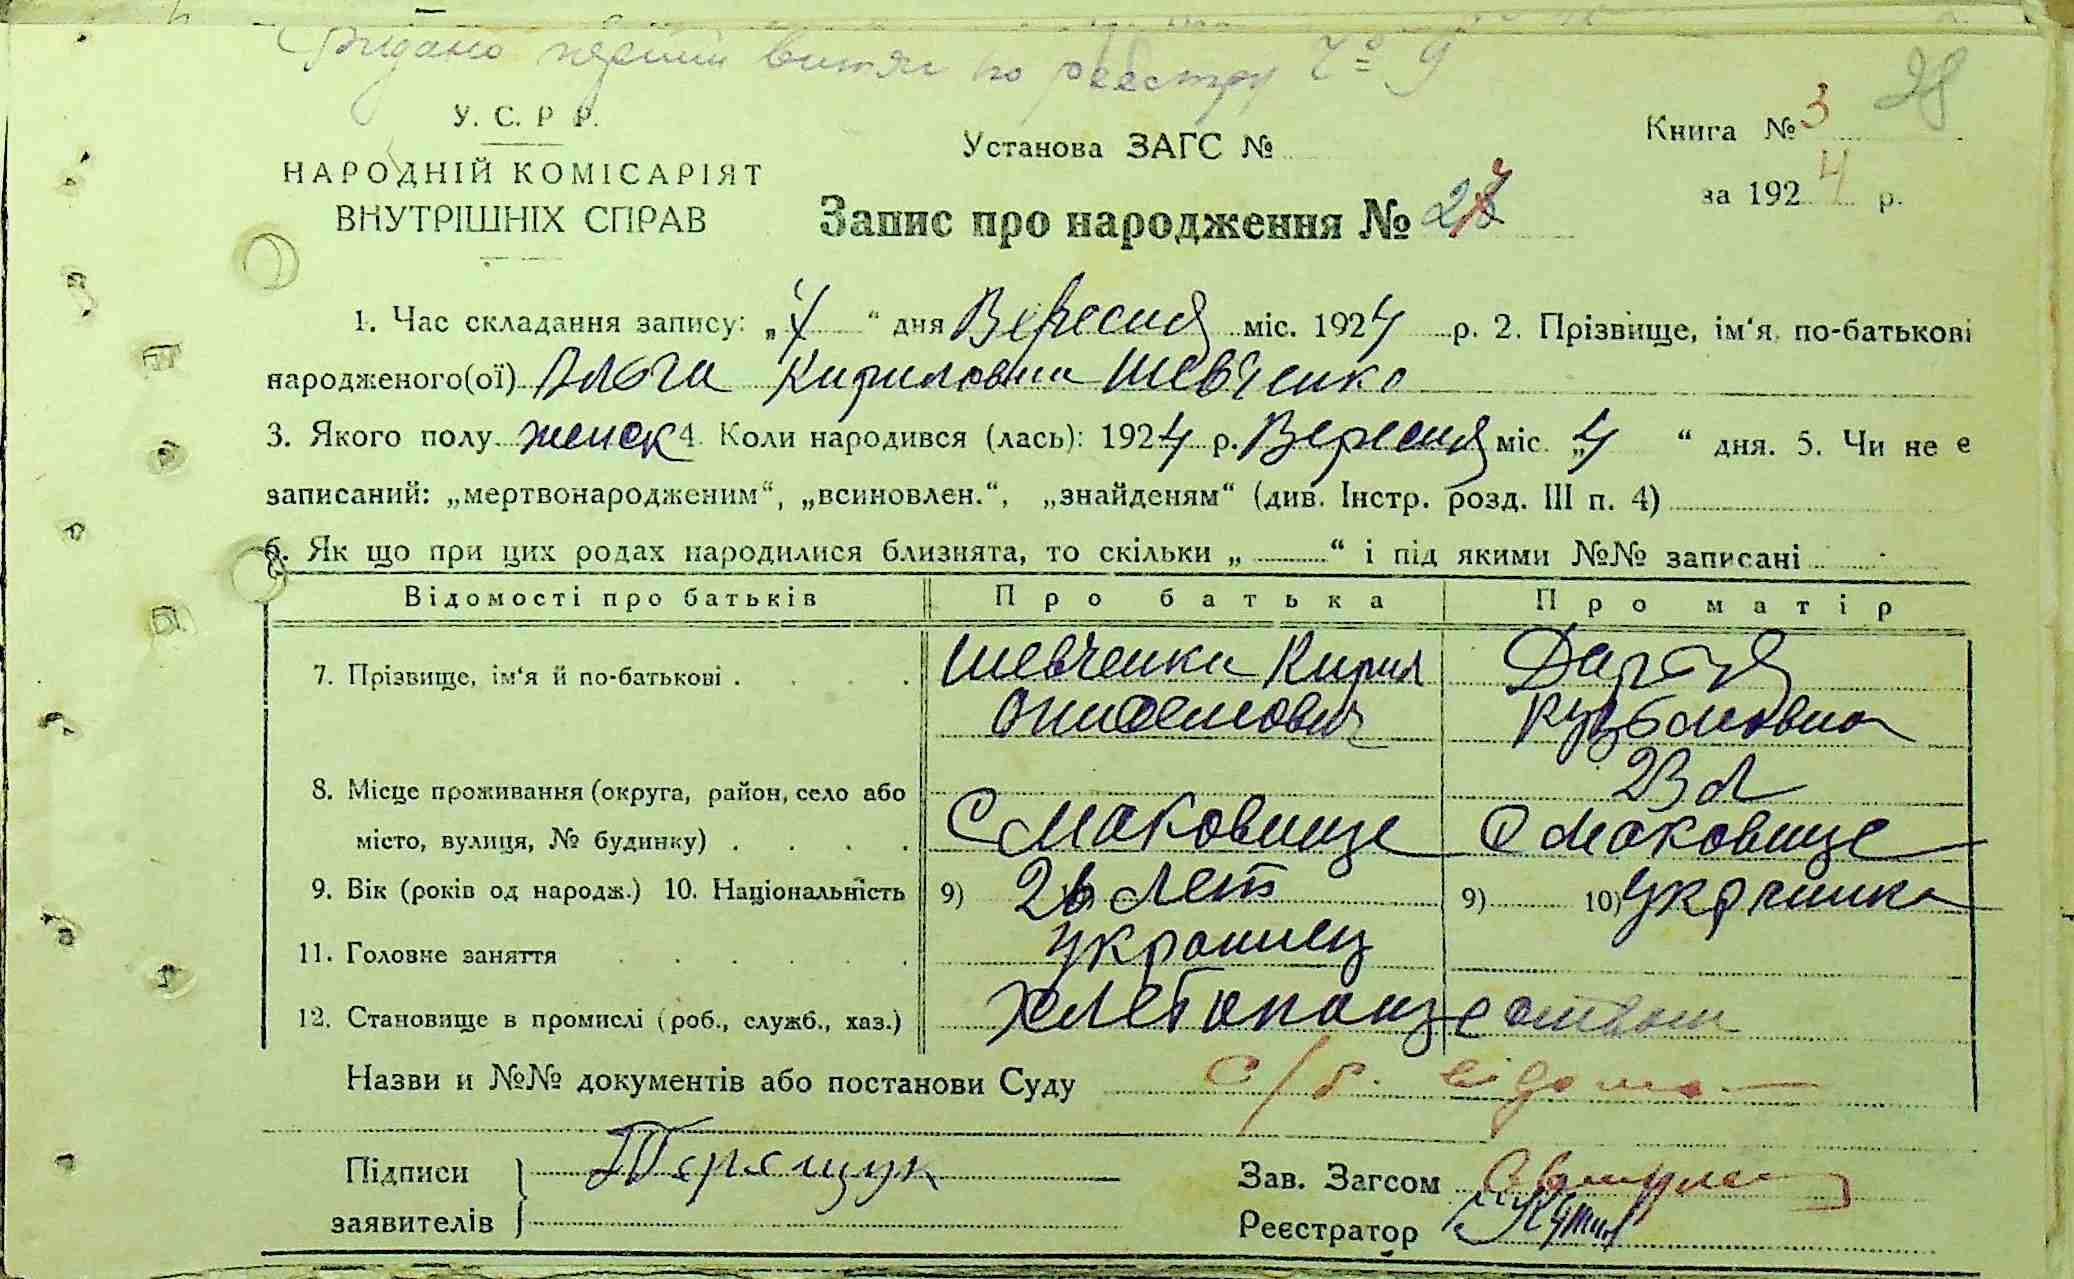 Видано перший витяг по реєстру № 9
28
У. С. Р Р.
НАРОДНІЙ КОМІСАРІЯТ
ВНУТРІШНІХ СПРАВ
Установа ЗАГС №
Книга № 3
за 1924 р.
Запис про народження № 27
1. Час складання запису: „4“ дня Вересня міс. 1924 р. 2. Прізвище, ім‘я, по-батькові
народженого(ої) Ольга Кириловна Шевченко
3. Якого полу женск 4. Коли народився (лась): 1924 р. Вересня міс. „4“ дня. 5. Чи не є
записаний: „мертвонародженим“, „всиновлен.“, „знайденям“ (див. Інстр. розд. III п. 4)
6. Як що при цих родах народилися близнята, то скільки „ “ і під якими №№ записані
Відомості про батьків Про батька Про матір
7. Прізвище, ім‘я й по-батькові . . . . Шевченко Кирил Дарья
Онисемович Кузьмовна
23 л
8. Місце проживання (округа, район, село або
місто, вулиця, № будинку) . . . . С Маковище С Маковище
9. Вік (років од народж.) 10. Національність 9) 26 лет 9) 10) Украинка
11. Головне заняття . . . . . . Украинец
12. Становище в промислі (роб., служб., хаз.) Хлебопашество
Назви и №№ документів або постанови Суду с/р. відома
Підписи Терещук
заявителів
Зав. Загсом
Реєстратор